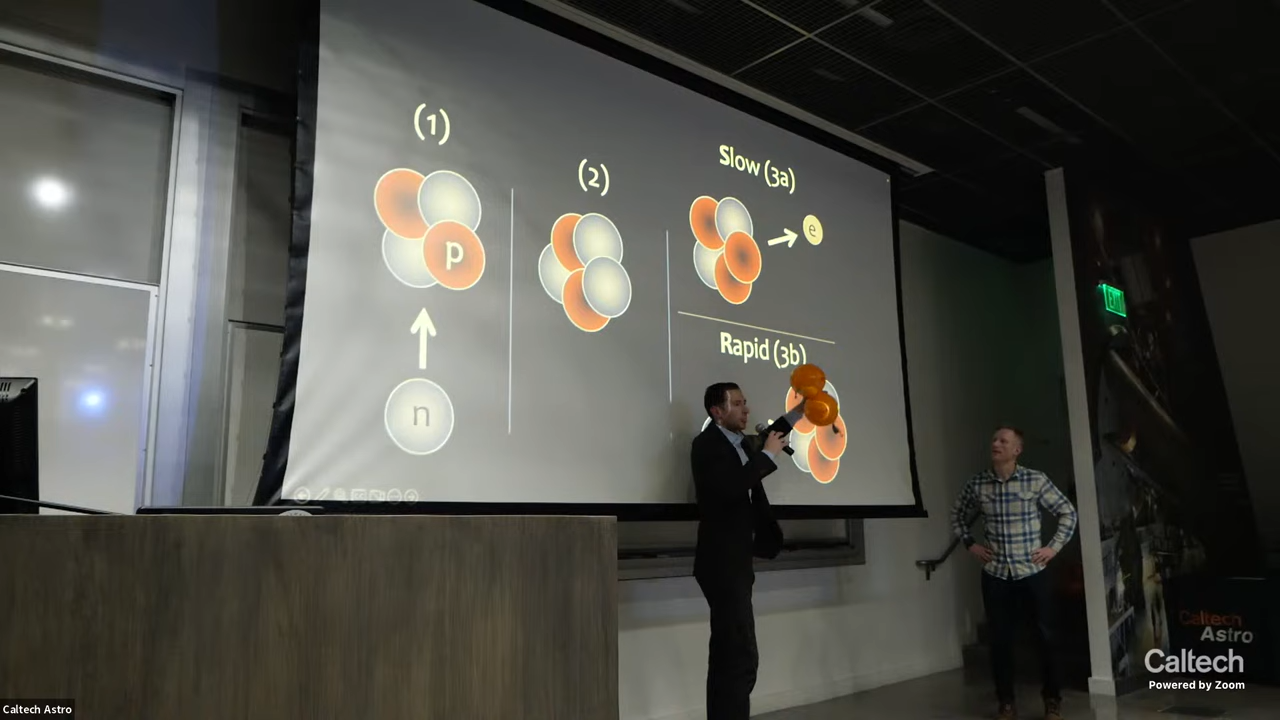 (1)
p
n
(2)
Slow (3a)
e
Rapid (3b)
EXIT
Caltech
Astro
Caltech
Powered by Zoom
Caltech Astro